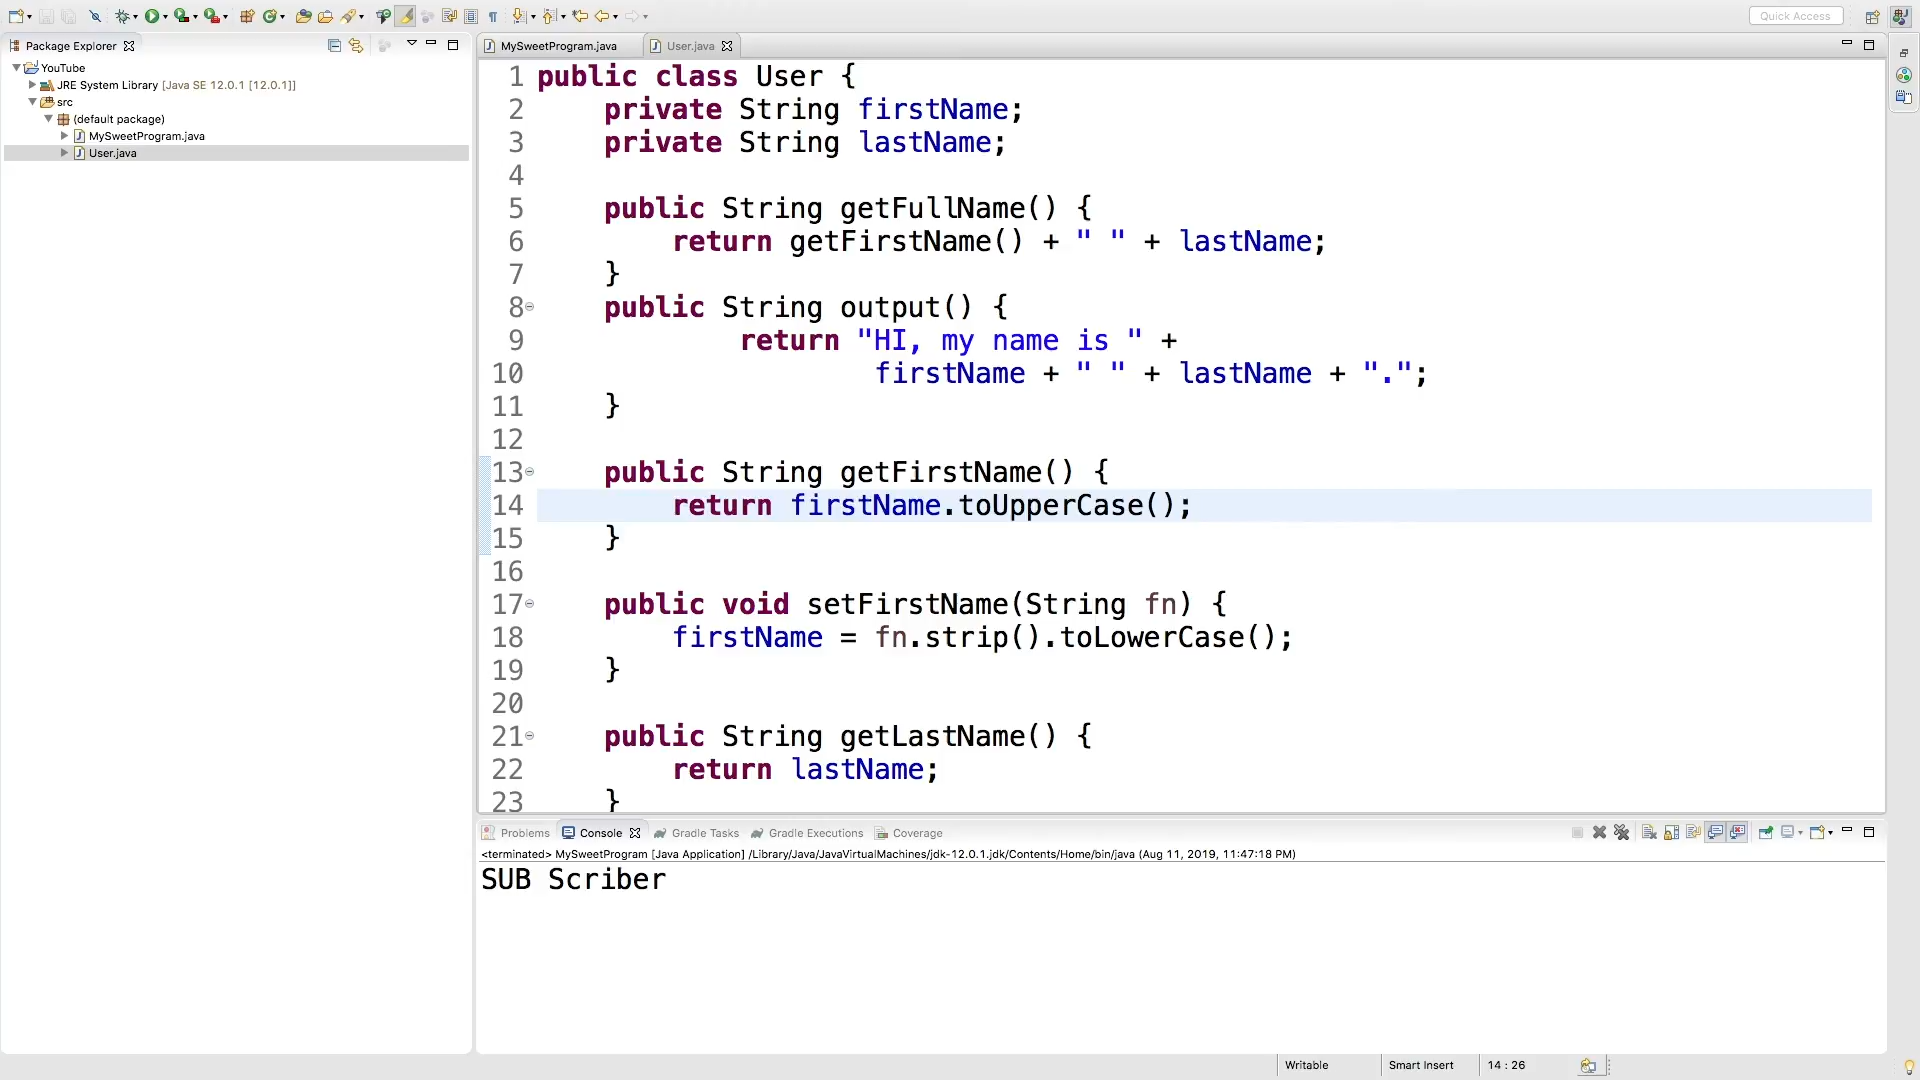 Quick Access
Package Explorer
YouTube
JRE System Library [Java SE 12.0.1 [12.0.1]]
src
(default package)
MySweetProgram.java
User.java
MySweetProgram.java
User.java
1 public class User {
2 private String firstName;
3 private String lastName;
4
5 public String getFullName() {
6 return getFirstName() + " " + lastName;
7 }
8 public String output() {
9 return "HI, my name is " +
10 firstName + " " + lastName + ".";
11 }
12
13 public String getFirstName() {
14 return firstName.toUpperCase();
15 }
16
17 public void setFirstName(String fn) {
18 firstName = fn.strip().toLowerCase();
19 }
20
21 public String getLastName() {
22 return lastName;
23 }
Problems
Console
Gradle Tasks
Gradle Executions
Coverage
<terminated> MySweetProgram [Java Application] /Library/Java/JavaVirtualMachines/jdk-12.0.1.jdk/Contents/Home/bin/java (Aug 11, 2019, 11:47:18 PM)
SUB Scriber
Writable
Smart Insert
14 : 26